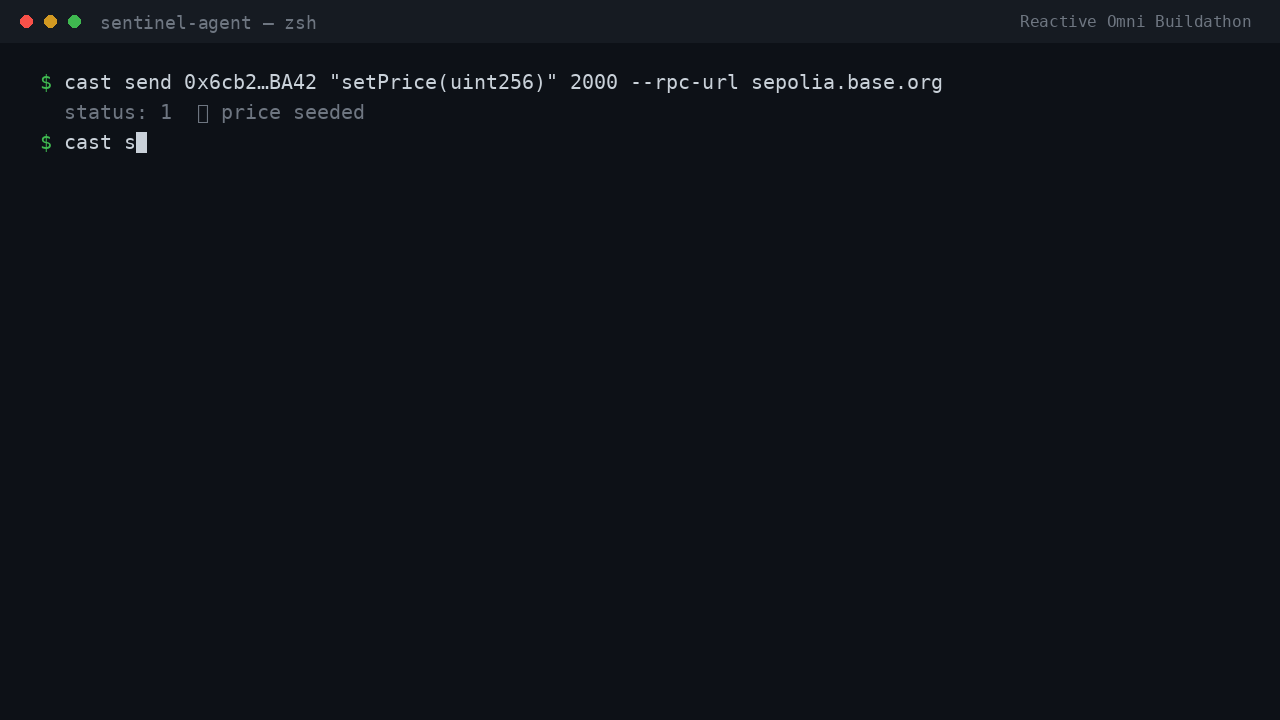 sentinel-agent — zsh
Reactive Omni Buildathon
$ cast send 0x6cb2…BA42 "setPrice(uint256)" 2000 --rpc-url sepolia.base.org
status: 1 price seeded
$ cast s